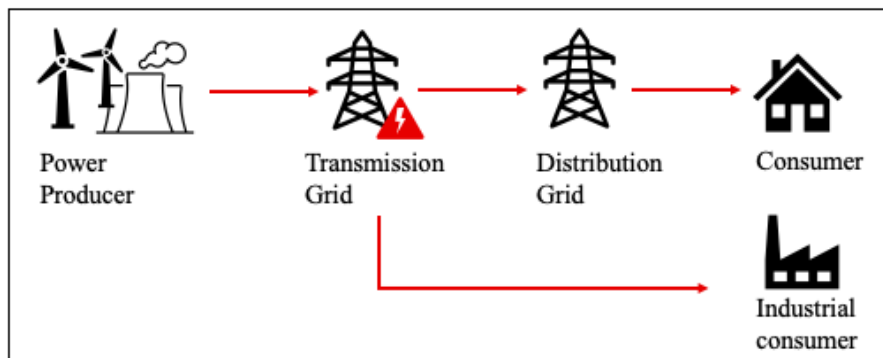 Power
Producer
Transmission
Grid
Distribution
Grid
Consumer
Industrial
consumer